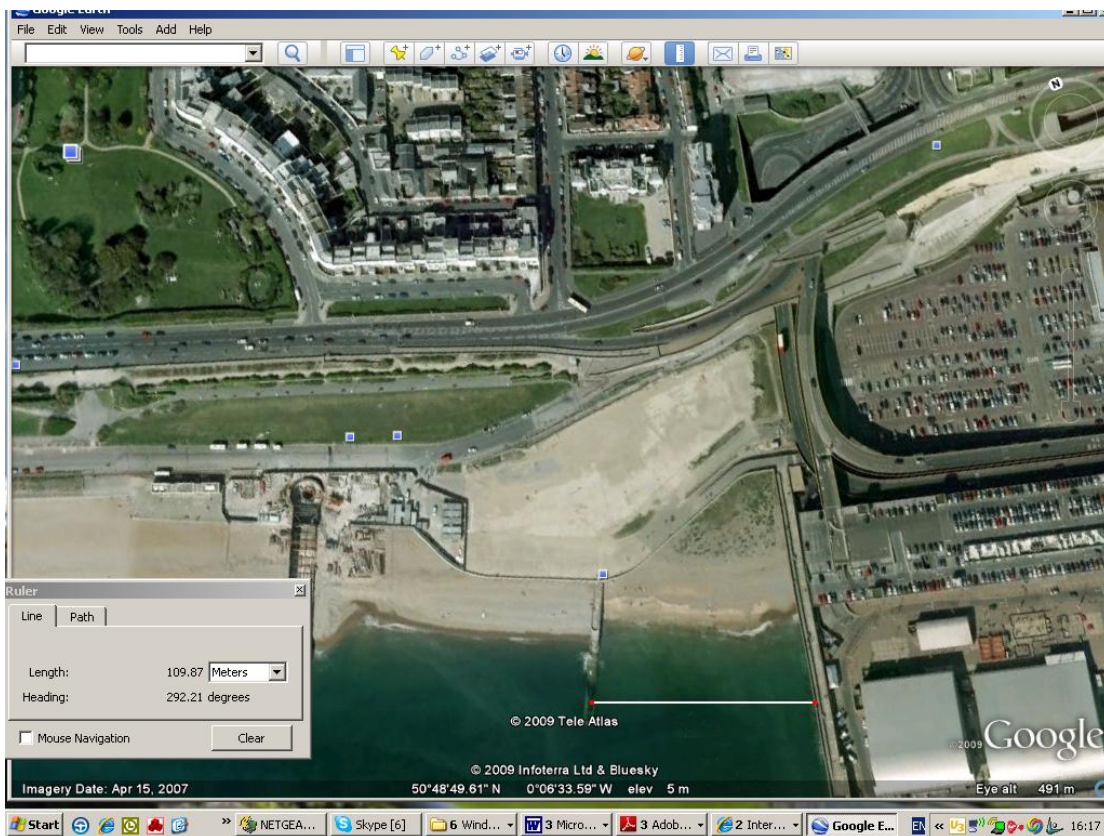 Google Earth
File Edit View Tools Add Help
N
Ruler
Line Path
Length: 109.87 Meters
Heading: 292.21 degrees
Mouse Navigation Clear
© 2009 Tele Atlas
© 2009 Infoterra Ltd & Bluesky
©2009 Google
Imagery Date: Apr 15, 2007 50°48'49.61" N 0°06'33.59" W elev 5 m Eye alt 491 m
Start » NETGEA... Skype [6] 6 Wind... 3 Micro... 3 Adob... 2 Inter... Google E... EN « 16:17